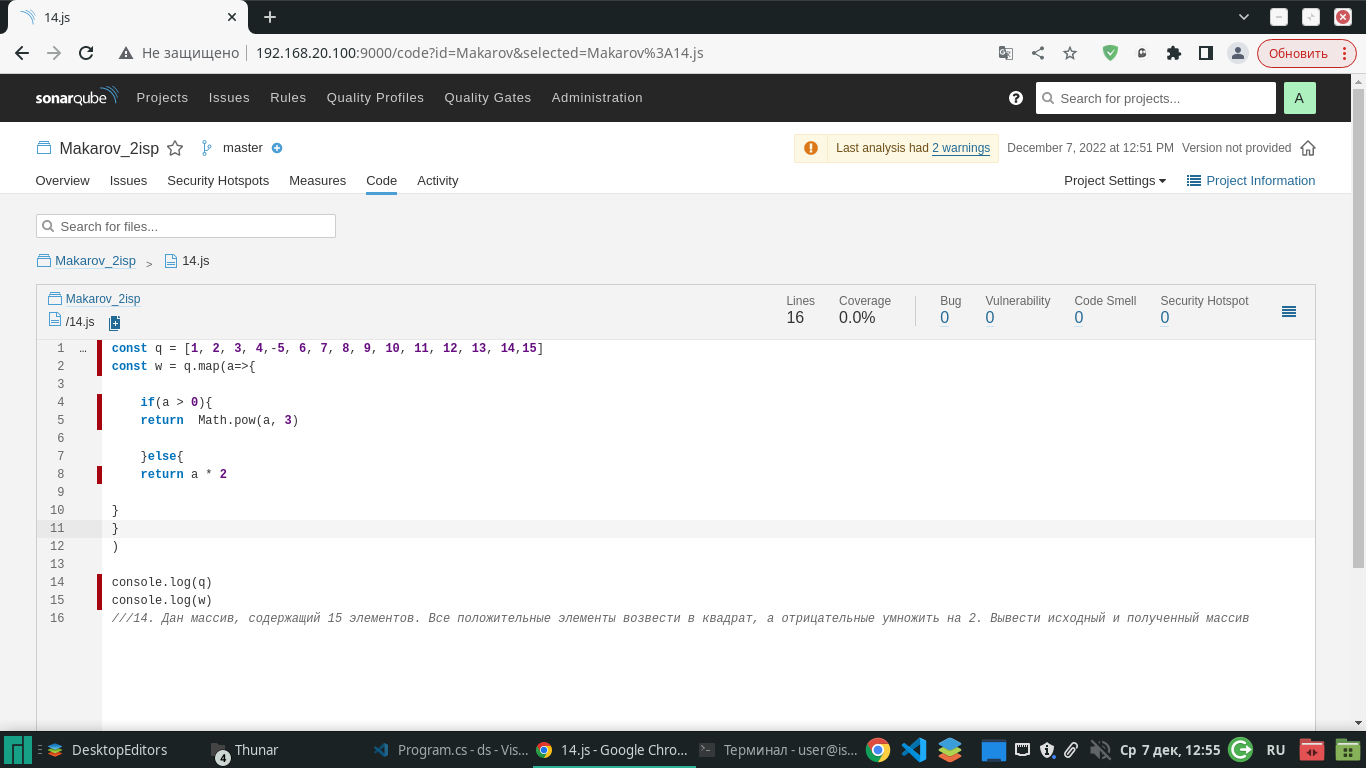 14.js
Не защищено 192.168.20.100:9000/code?id=Makarov&selected=Makarov%3A14.js Обновить
sonarqube Projects Issues Rules Quality Profiles Quality Gates Administration Search for projects... A
Makarov_2isp master Last analysis had 2 warnings December 7, 2022 at 12:51 PM Version not provided
Overview Issues Security Hotspots Measures Code Activity Project Settings Project Information
Search for files...
Makarov_2isp > 14.js
Makarov_2isp Lines Coverage Bug Vulnerability Code Smell Security Hotspot
/14.js 16 0.0% 0 0 0 0
1 … const q = [1, 2, 3, 4,-5, 6, 7, 8, 9, 10, 11, 12, 13, 14,15]
2 const w = q.map(a=>{
3
4 if(a > 0){
5 return  Math.pow(a, 3)
6
7 }else{
8 return a * 2
9
10 }
11 }
12 )
13
14 console.log(q)
15 console.log(w)
16 ///14. Дан массив, содержащий 15 элементов. Все положительные элементы возвести в квадрат, а отрицательные умножить на 2. Вывести исходный и полученный массив
DesktopEditors 4 Thunar Program.cs - ds - Vis... 14.js - Google Chro... Терминал - user@is... Ср 7 дек, 12:55 RU